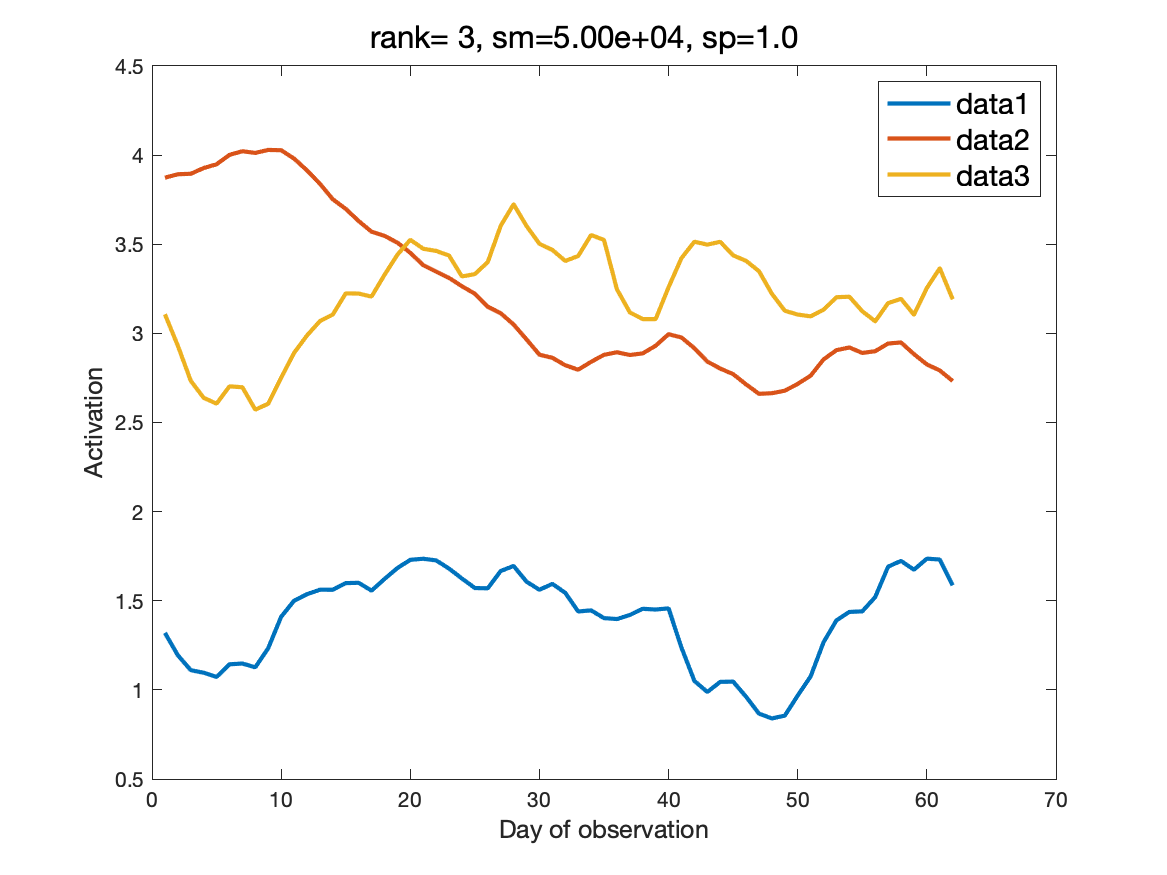 rank= 3, sm=5.00e+04, sp=1.0
data1
data2
data3
4.5
4
3.5
3
2.5
2
1.5
1
0.5
Activation
0 10 20 30 40 50 60 70
Day of observation